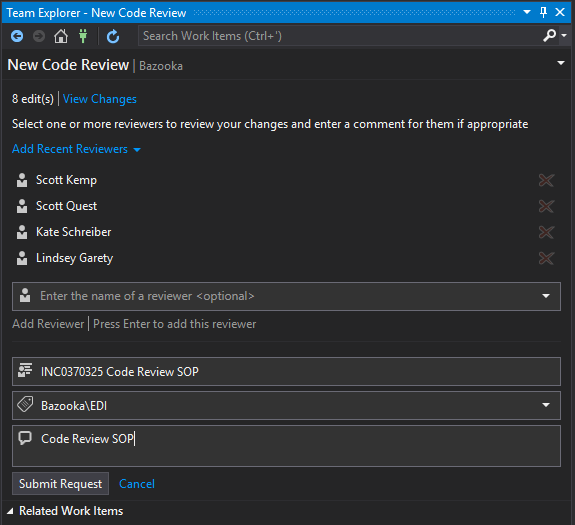 Team Explorer - New Code Review
Search Work Items (Ctrl+')
New Code Review | Bazooka
8 edit(s) | View Changes
Select one or more reviewers to review your changes and enter a comment for them if appropriate
Add Recent Reviewers
Scott Kemp
Scott Quest
Kate Schreiber
Lindsey Garety
Enter the name of a reviewer <optional>
Add Reviewer | Press Enter to add this reviewer
INC0370325 Code Review SOP
Bazooka\EDI
Code Review SOP
Submit Request Cancel
Related Work Items